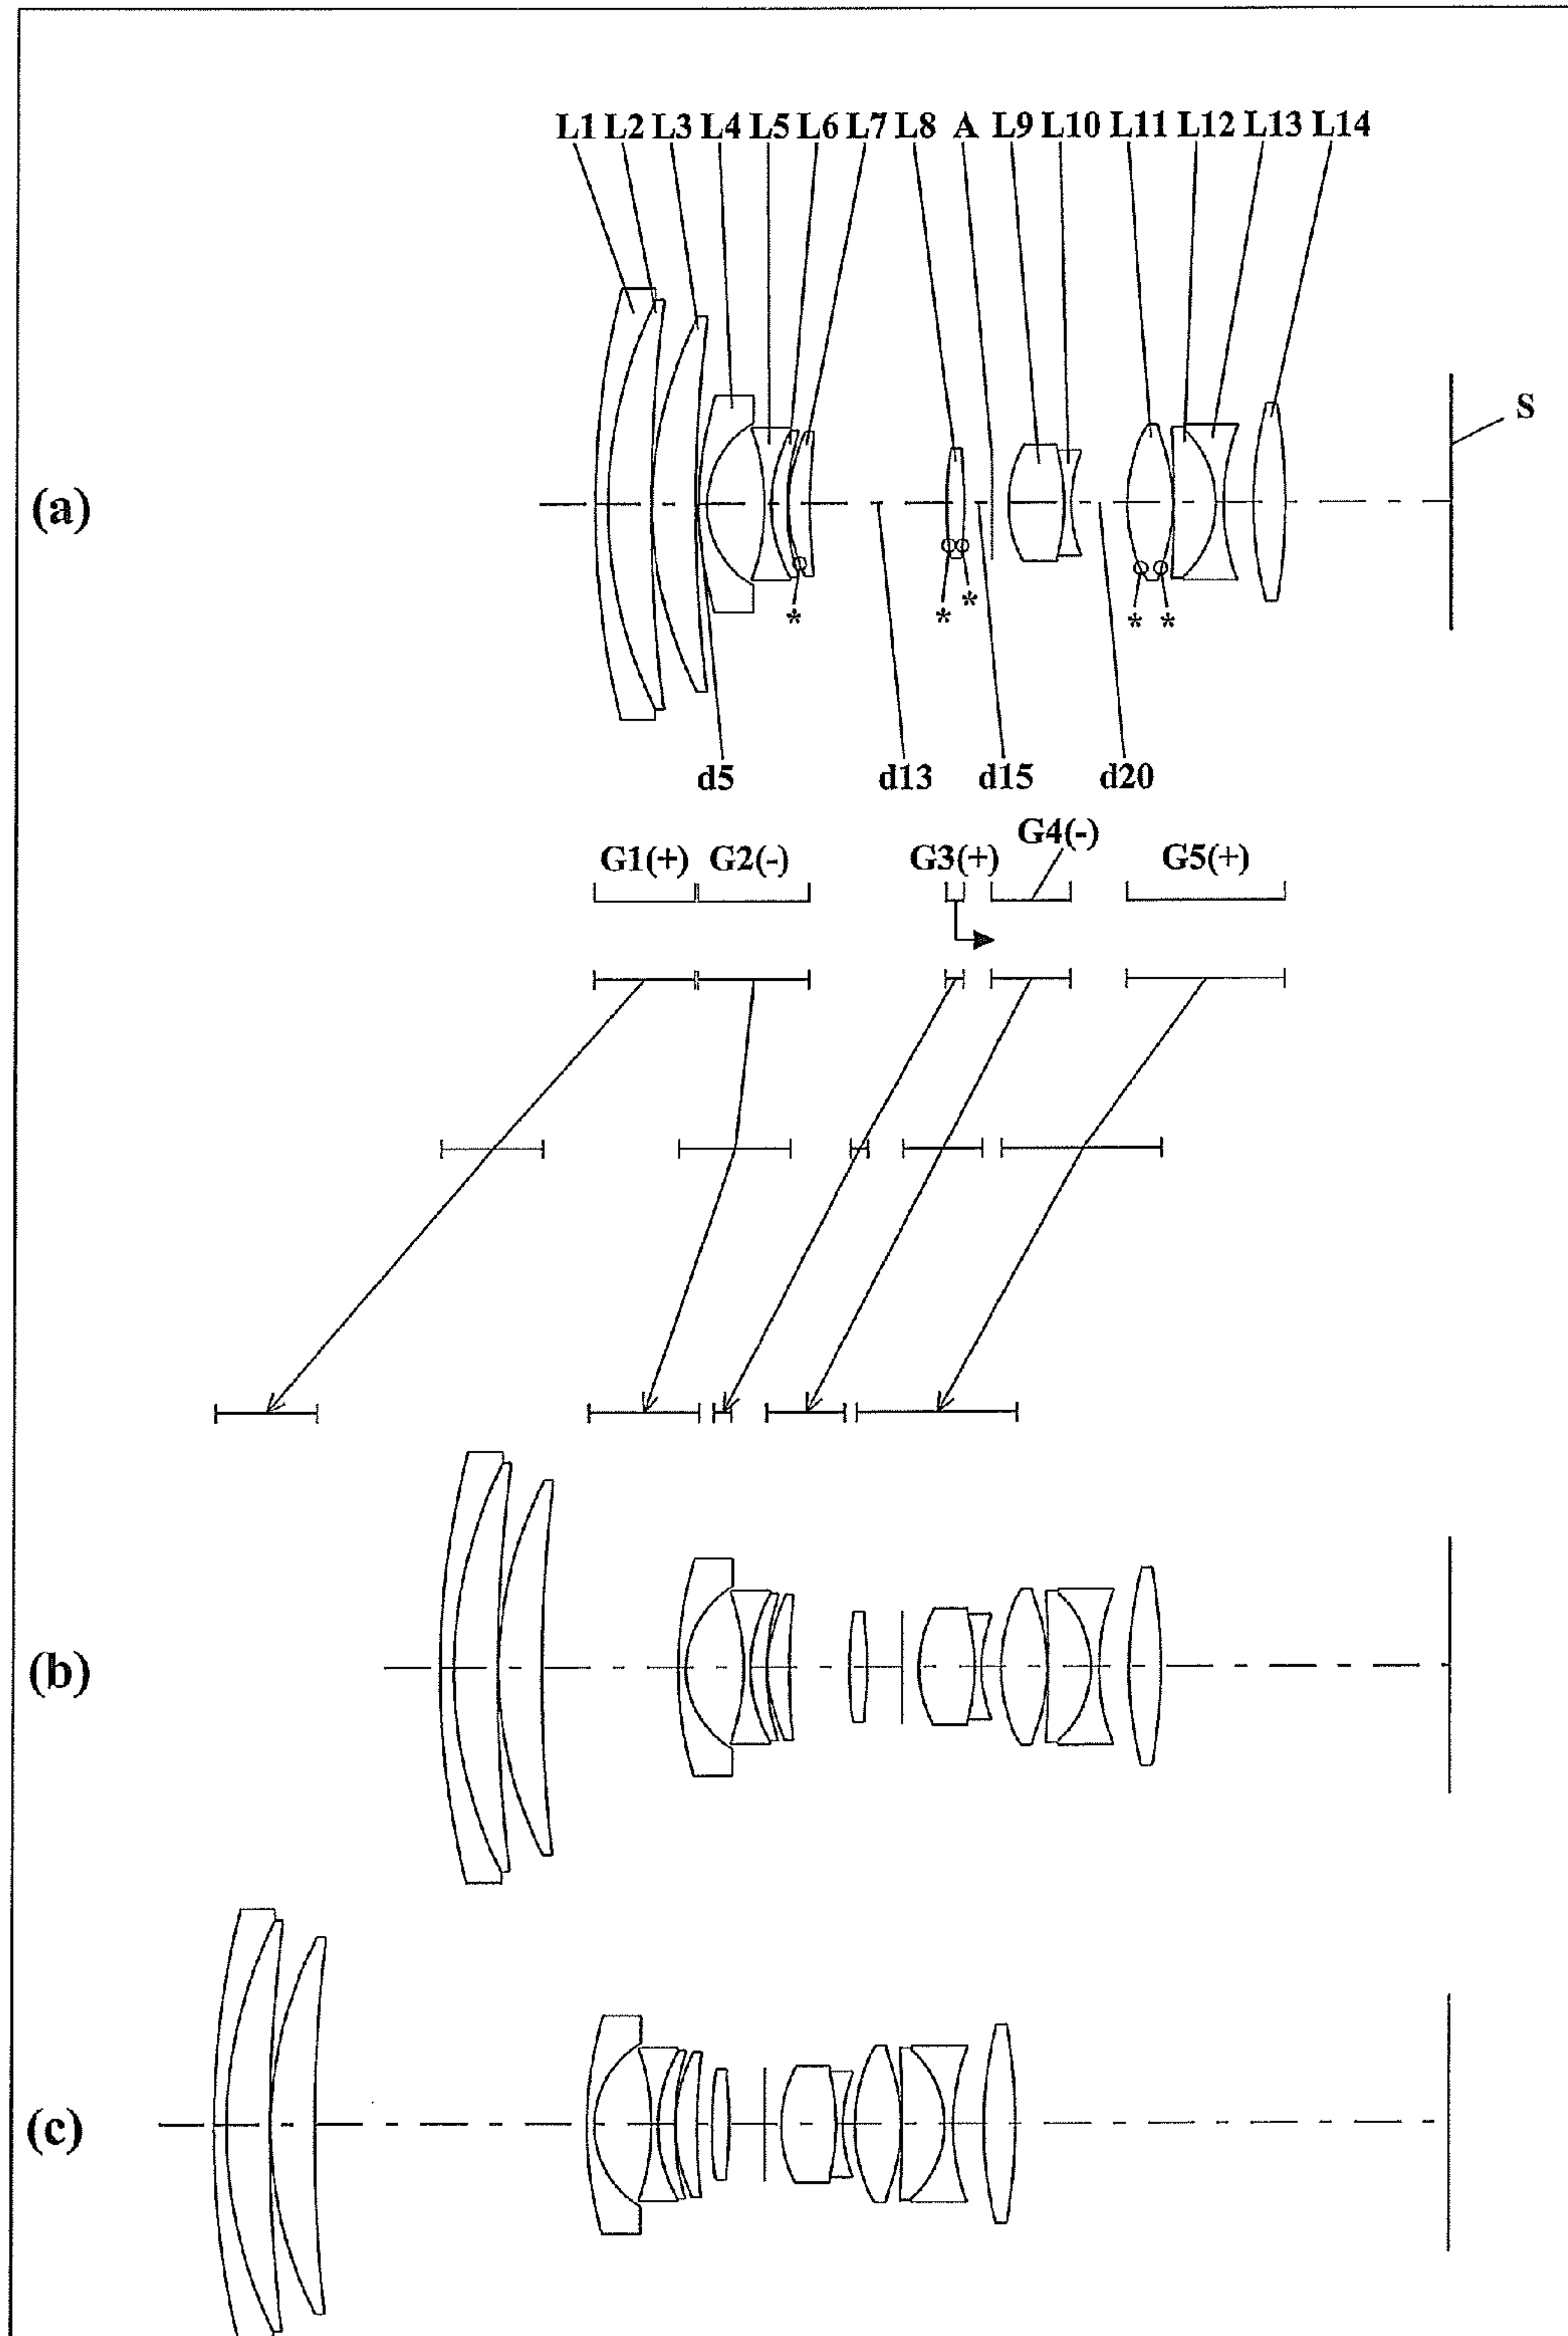 L1 L2 L3 L4 L5 L6 L7 L8 A L9 L10 L11 L12 L13 L14
S
(a)
* * * * *
d5 d13 d15 d20
G1(+) G2(-) G3(+) G4(-) G5(+)
(b)
(c)